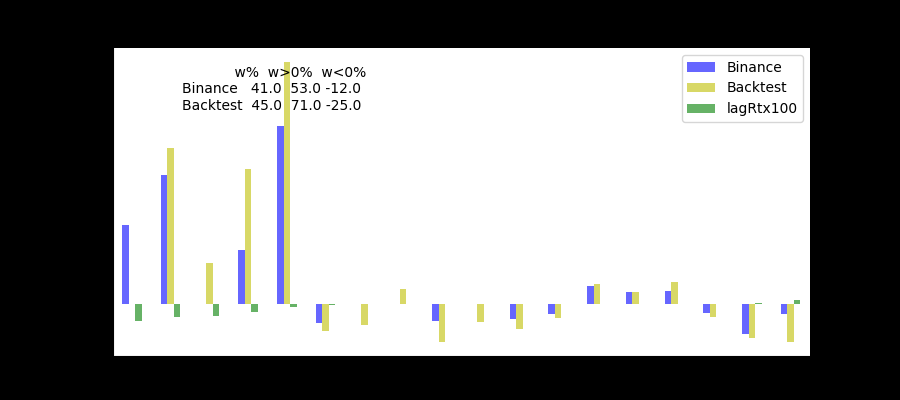 w%  w>0%  w<0%
Binance   41.0  53.0 -12.0
Backtest  45.0  71.0 -25.0
Binance
Backtest
lagRtx100